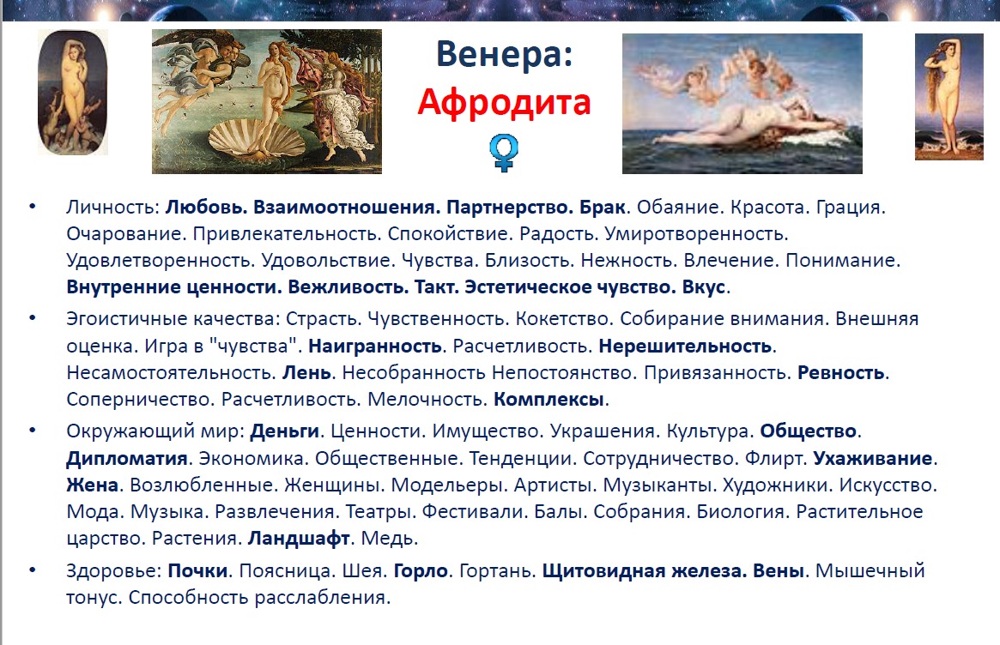 Венера:
Афродита
• Личность: Любовь. Взаимоотношения. Партнерство. Брак. Обаяние. Красота. Грация.
Очарование. Привлекательность. Спокойствие. Радость. Умиротворенность.
Удовлетворенность. Удовольствие. Чувства. Близость. Нежность. Влечение. Понимание.
Внутренние ценности. Вежливость. Такт. Эстетическое чувство. Вкус.
• Эгоистичные качества: Страсть. Чувственность. Кокетство. Собирание внимания. Внешняя
оценка. Игра в "чувства". Наигранность. Расчетливость. Нерешительность.
Несамостоятельность. Лень. Несобранность Непостоянство. Привязанность. Ревность.
Соперничество. Расчетливость. Мелочность. Комплексы.
• Окружающий мир: Деньги. Ценности. Имущество. Украшения. Культура. Общество.
Дипломатия. Экономика. Общественные. Тенденции. Сотрудничество. Флирт. Ухаживание.
Жена. Возлюбленные. Женщины. Модельеры. Артисты. Музыканты. Художники. Искусство.
Мода. Музыка. Развлечения. Театры. Фестивали. Балы. Собрания. Биология. Растительное
царство. Растения. Ландшафт. Медь.
• Здоровье: Почки. Поясница. Шея. Горло. Гортань. Щитовидная железа. Вены. Мышечный
тонус. Способность расслабления.